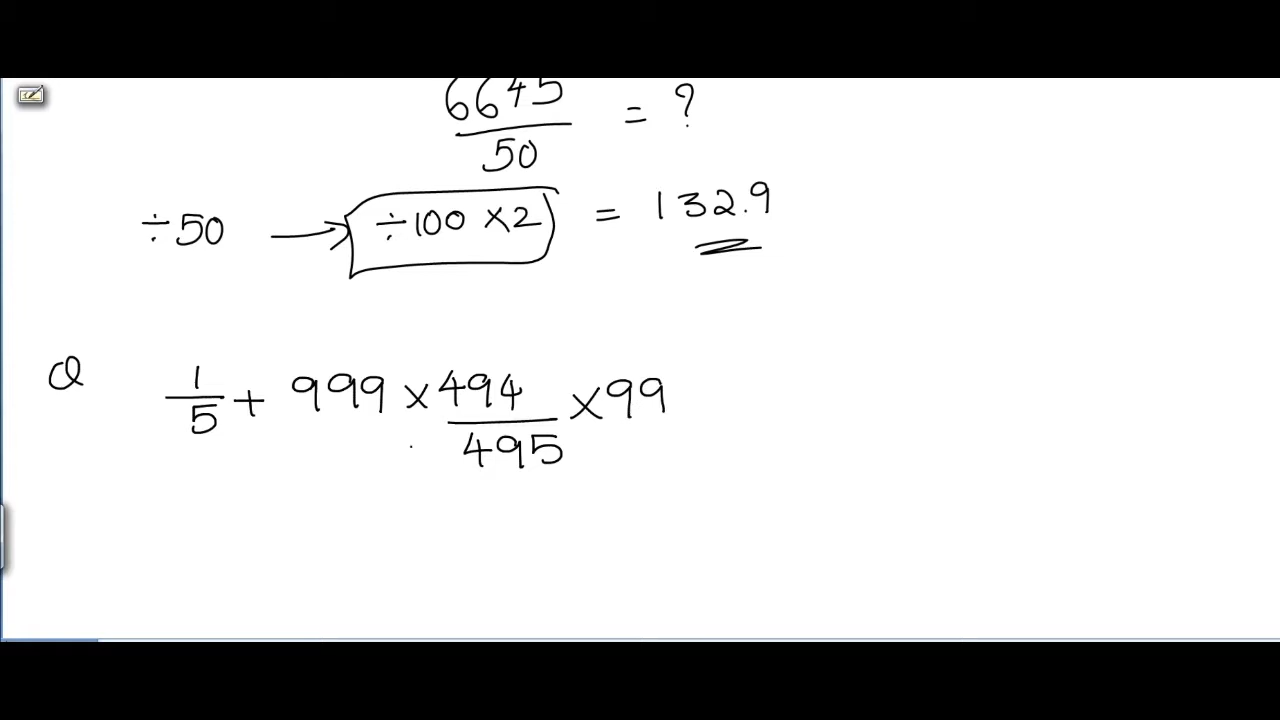 6645/50 = ?
÷50 → ÷100 ×2 = 132.9
Q 1/5 + 999 × 494/495 × 99